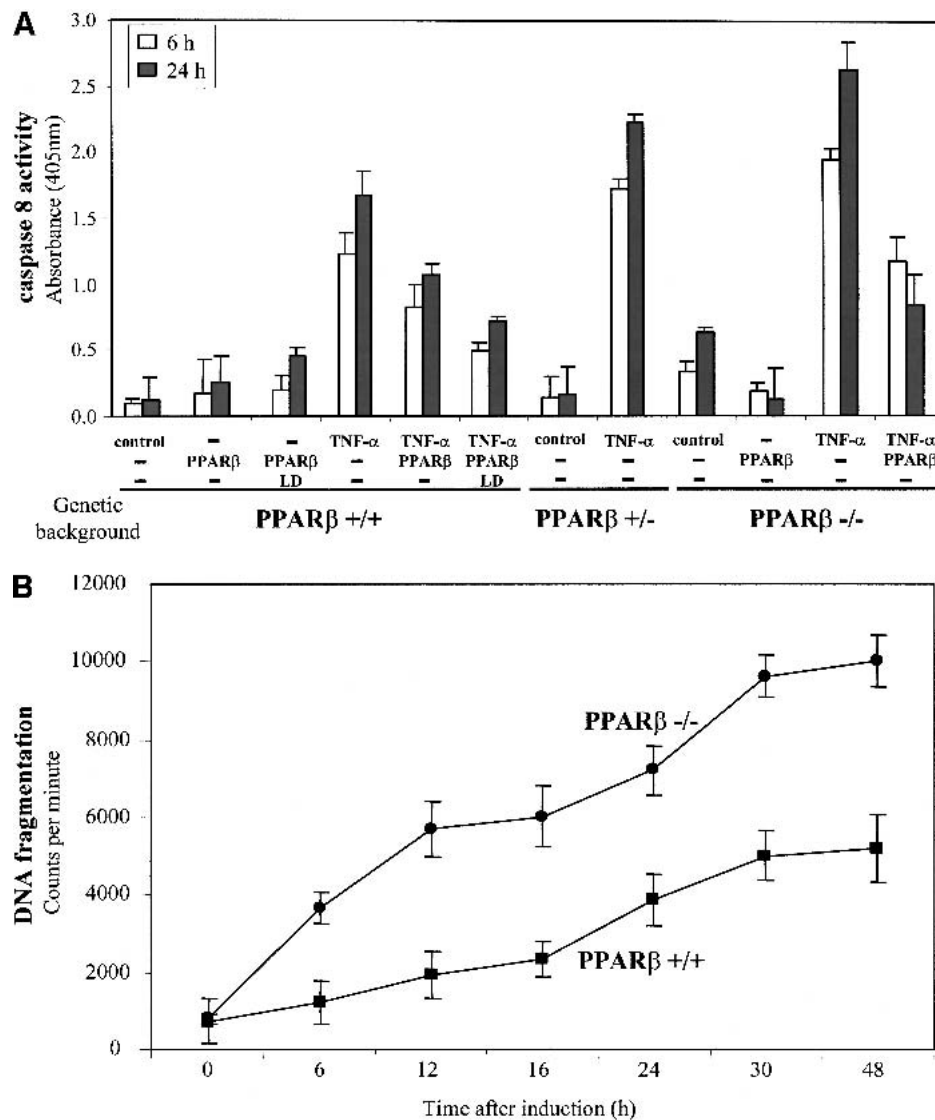 A
3.0
2.5
2.0
1.5
1.0
0.5
0.0
caspase 8 activity
Absorbance (405nm)
6 h
24 h
control – – TNF-α TNF-α TNF-α control TNF-α control – TNF-α TNF-α
– PPARβ PPARβ – PPARβ PPARβ – – – PPARβ – PPARβ
– – LD – – LD – – – – – –
Genetic
background
PPARβ +/+ PPARβ +/- PPARβ -/-
B
12000
10000
8000
6000
4000
2000
0
DNA fragmentation
Counts per minute
PPARβ -/-
PPARβ +/+
0 6 12 16 24 30 48
Time after induction (h)